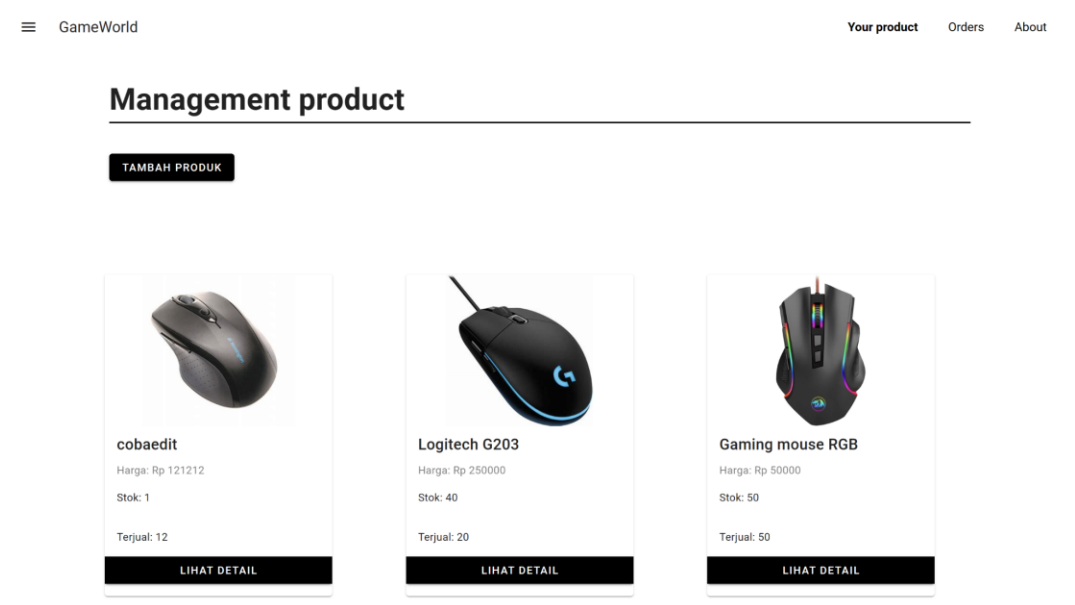 GameWorld
Your product
Orders
About
Management product
TAMBAH PRODUK
cobaedit
Harga: Rp 121212
Stok: 1
Terjual: 12
LIHAT DETAIL
Logitech G203
Harga: Rp 250000
Stok: 40
Terjual: 20
LIHAT DETAIL
Gaming mouse RGB
Harga: Rp 50000
Stok: 50
Terjual: 50
LIHAT DETAIL